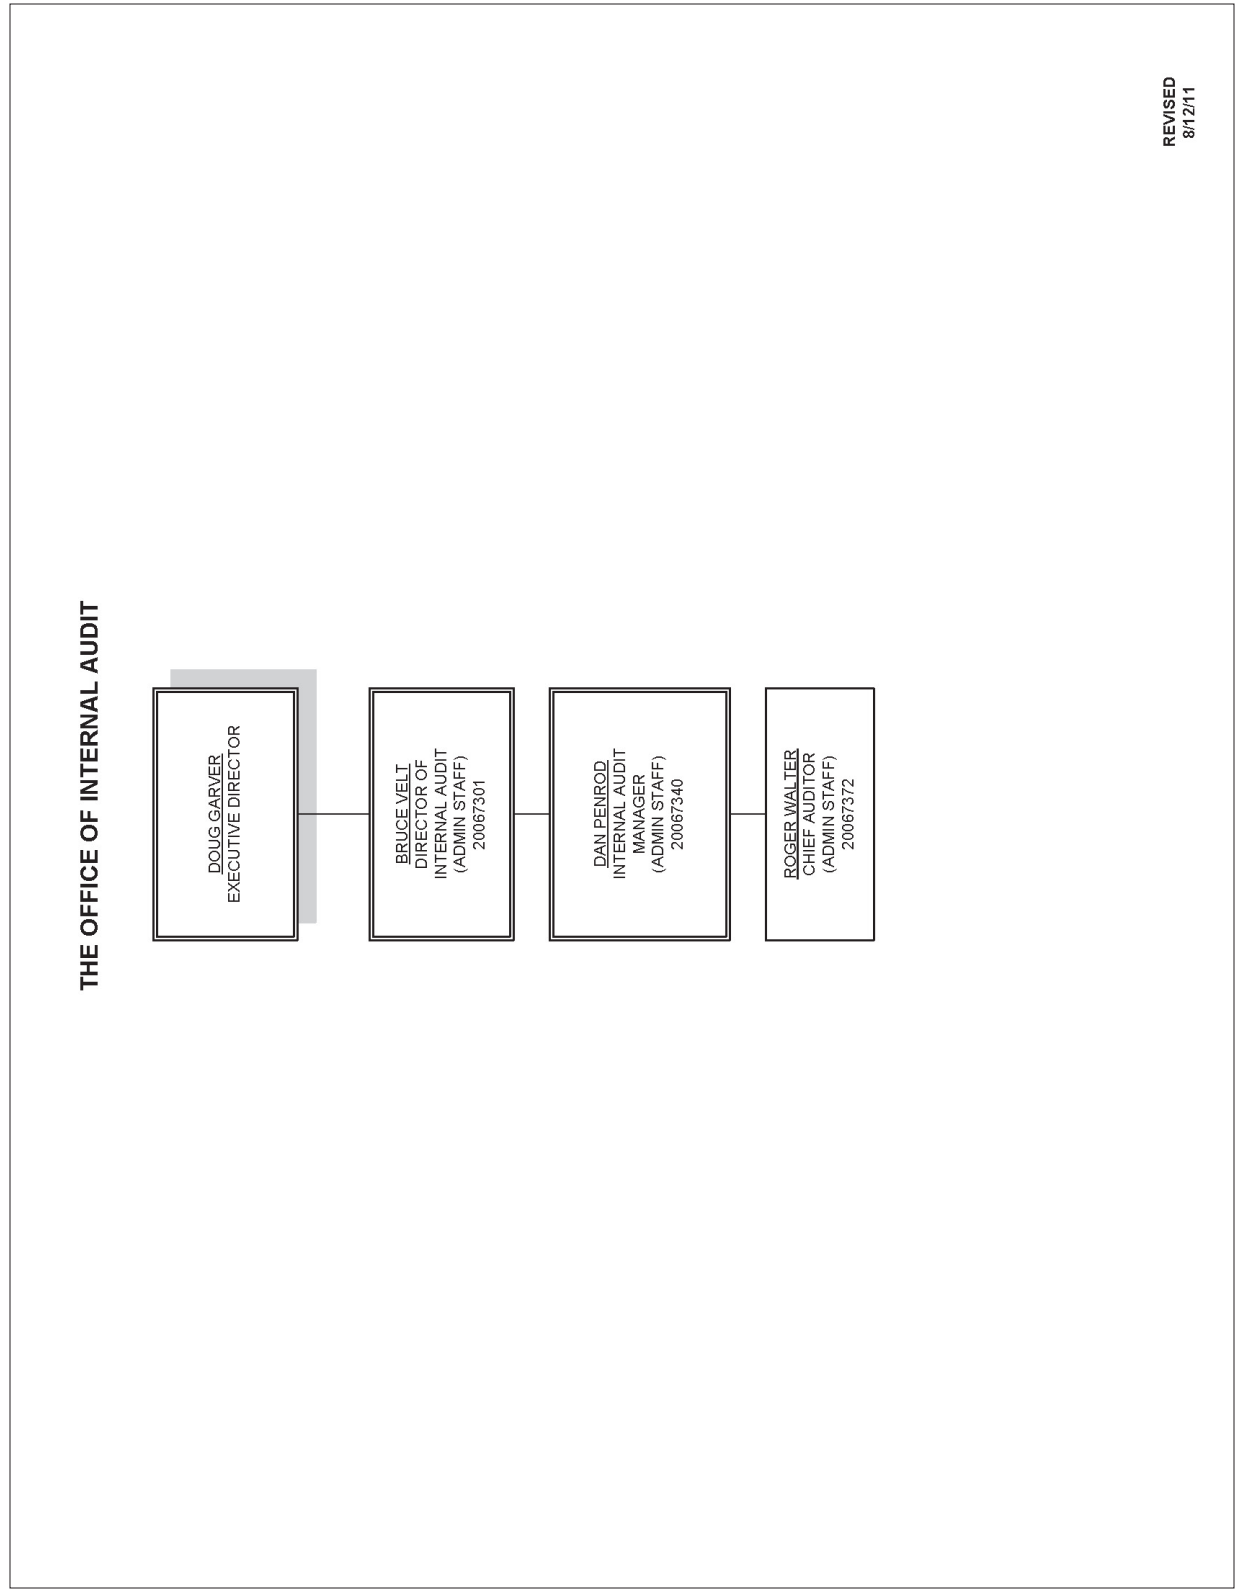 THE OFFICE OF INTERNAL AUDIT
DOUG GARVER
EXECUTIVE DIRECTOR
BRUCE VELT
DIRECTOR OF
INTERNAL AUDIT
(ADMIN STAFF)
20067301
DAN PENROD
INTERNAL AUDIT
MANAGER
(ADMIN STAFF)
20067340
ROGER WALTER
CHIEF AUDITOR
(ADMIN STAFF)
20067372
REVISED
8/12/11